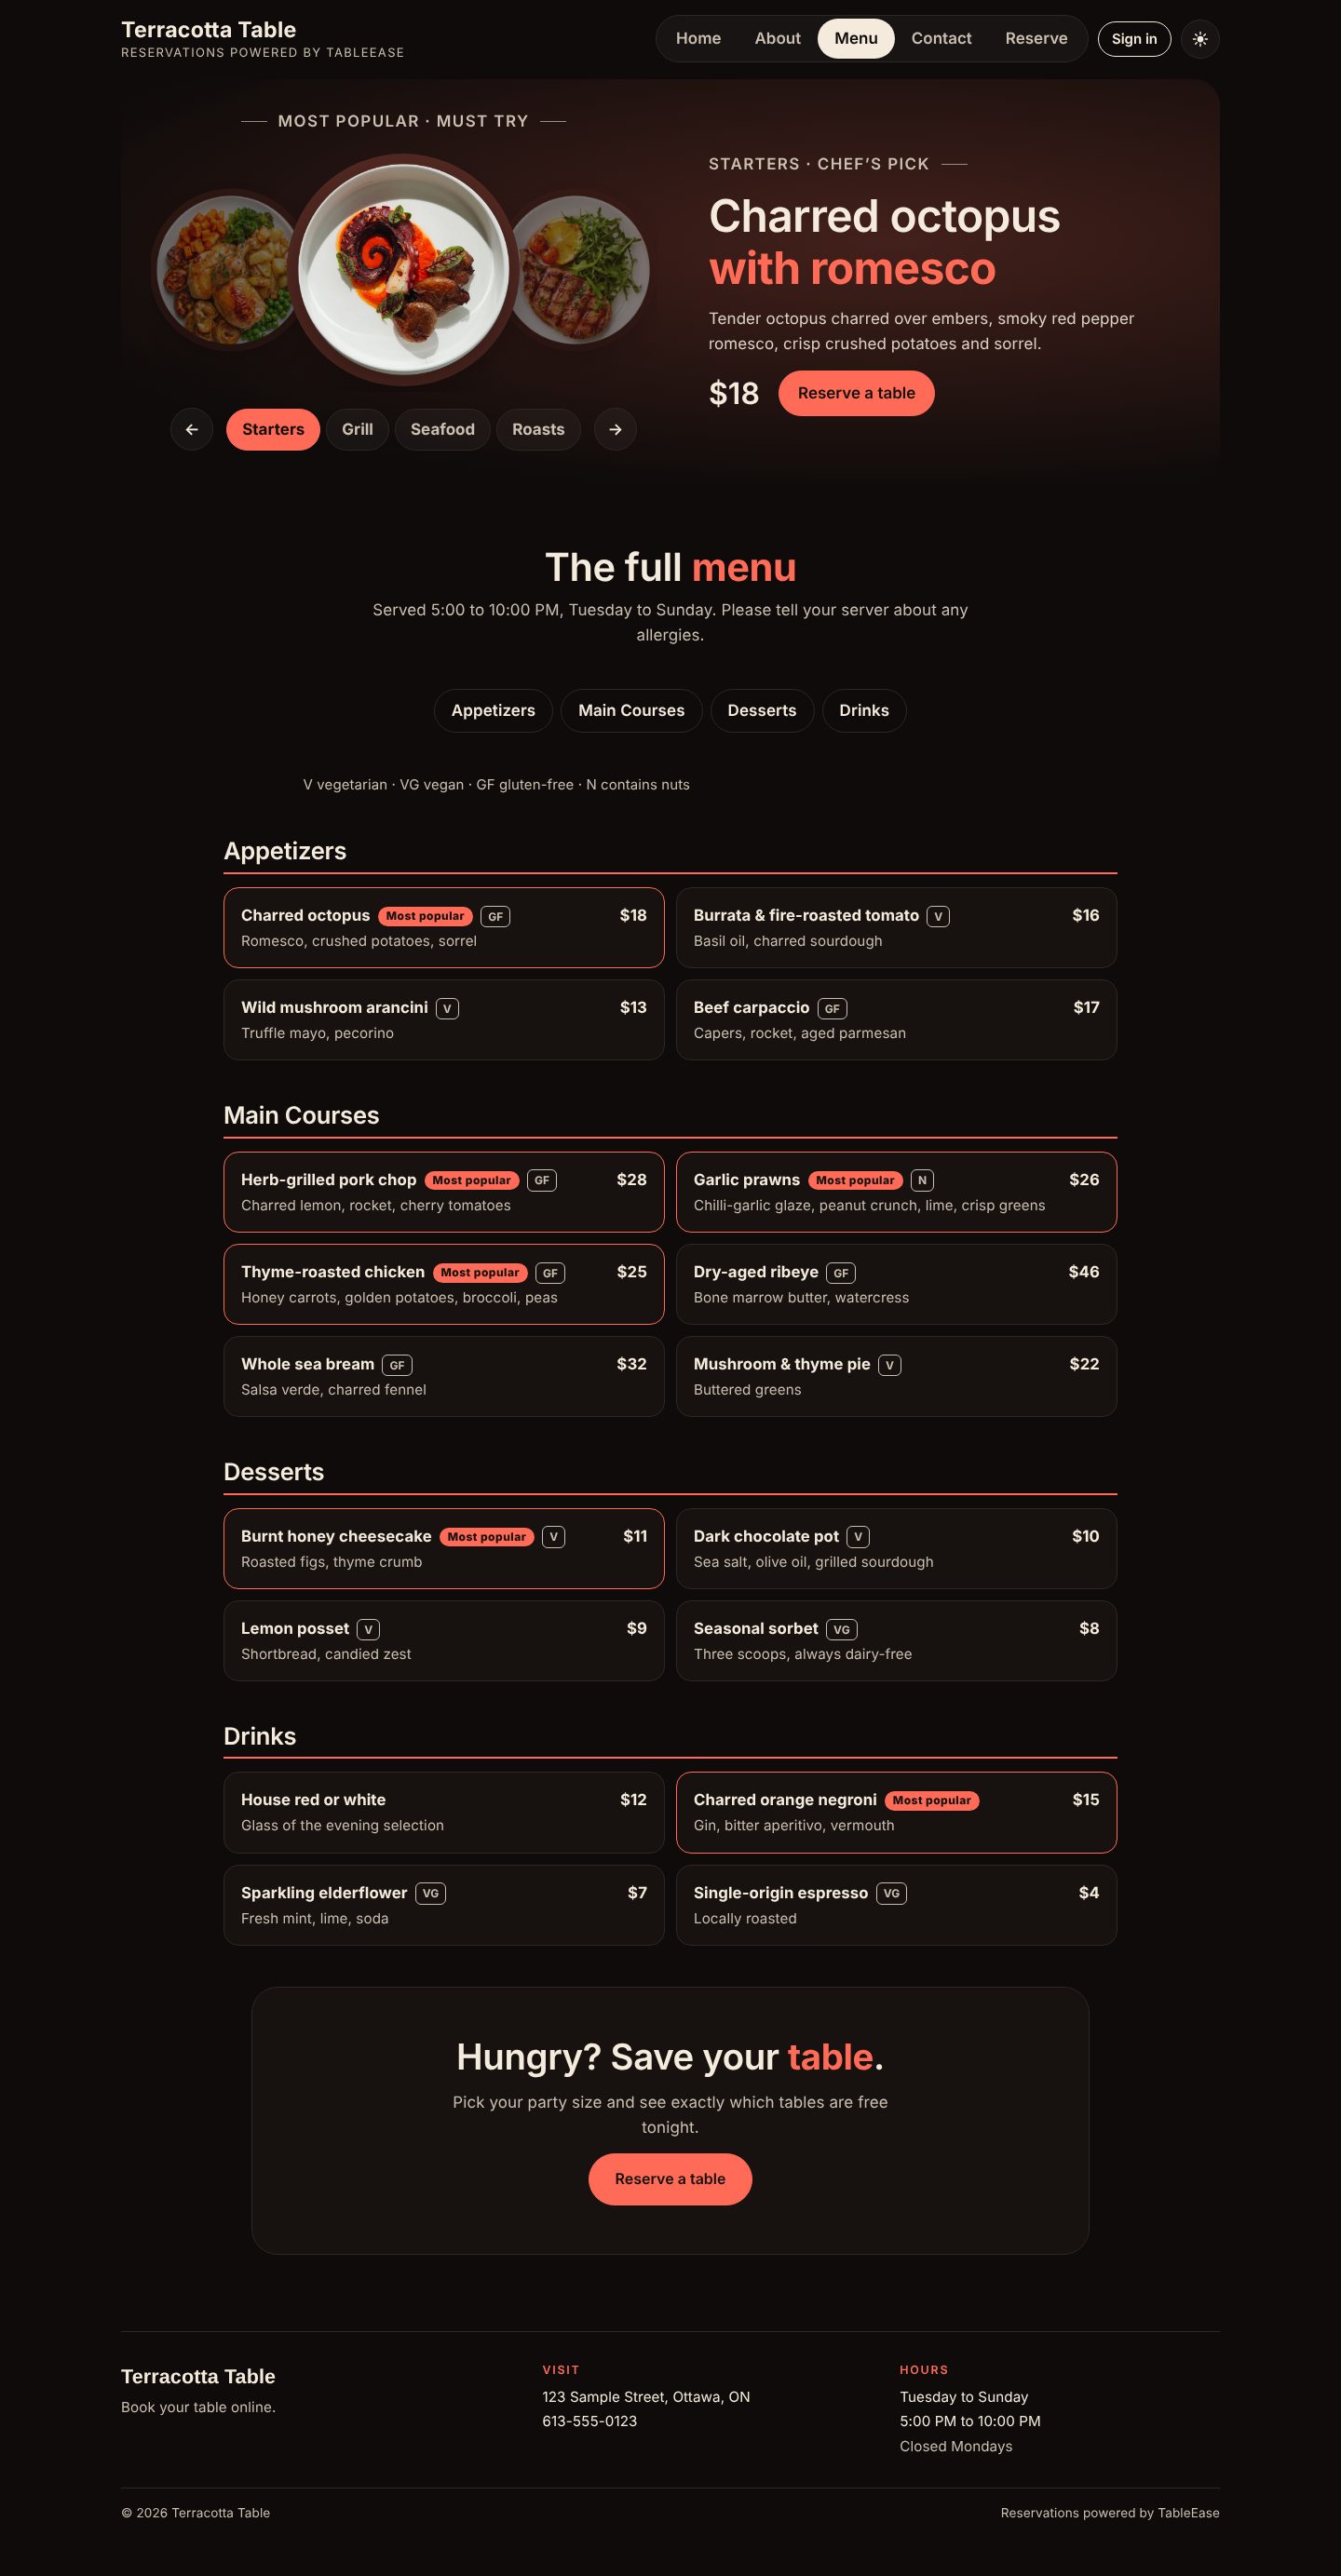 Terracotta Table
RESERVATIONS POWERED BY TABLEEASE
Home About Menu Contact Reserve Sign in
MOST POPULAR · MUST TRY
STARTERS · CHEF’S PICK
Charred octopus
with romesco
Tender octopus charred over embers, smoky red pepper
romesco, crisp crushed potatoes and sorrel.
$18 Reserve a table
← Starters Grill Seafood Roasts →
The full menu
Served 5:00 to 10:00 PM, Tuesday to Sunday. Please tell your server about any
allergies.
Appetizers Main Courses Desserts Drinks
V vegetarian · VG vegan · GF gluten-free · N contains nuts
Appetizers
Charred octopus Most popular GF $18
Romesco, crushed potatoes, sorrel
Burrata & fire-roasted tomato V $16
Basil oil, charred sourdough
Wild mushroom arancini V $13
Truffle mayo, pecorino
Beef carpaccio GF $17
Capers, rocket, aged parmesan
Main Courses
Herb-grilled pork chop Most popular GF $28
Charred lemon, rocket, cherry tomatoes
Garlic prawns Most popular N $26
Chilli-garlic glaze, peanut crunch, lime, crisp greens
Thyme-roasted chicken Most popular GF $25
Honey carrots, golden potatoes, broccoli, peas
Dry-aged ribeye GF $46
Bone marrow butter, watercress
Whole sea bream GF $32
Salsa verde, charred fennel
Mushroom & thyme pie V $22
Buttered greens
Desserts
Burnt honey cheesecake Most popular V $11
Roasted figs, thyme crumb
Dark chocolate pot V $10
Sea salt, olive oil, grilled sourdough
Lemon posset V $9
Shortbread, candied zest
Seasonal sorbet VG $8
Three scoops, always dairy-free
Drinks
House red or white $12
Glass of the evening selection
Charred orange negroni Most popular $15
Gin, bitter aperitivo, vermouth
Sparkling elderflower VG $7
Fresh mint, lime, soda
Single-origin espresso VG $4
Locally roasted
Hungry? Save your table.
Pick your party size and see exactly which tables are free
tonight.
Reserve a table
Terracotta Table
Book your table online.
VISIT
123 Sample Street, Ottawa, ON
613-555-0123
HOURS
Tuesday to Sunday
5:00 PM to 10:00 PM
Closed Mondays
© 2026 Terracotta Table
Reservations powered by TableEase